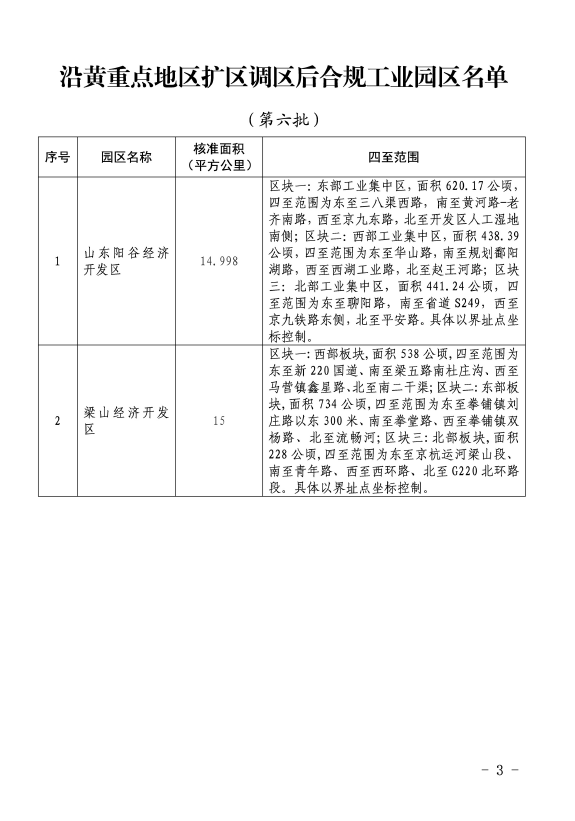 沿黄重点地区扩区调区后合规工业园区名单
（第六批）
序号
园区名称
核准面积
（平方公里）
四至范围
1
山东阳谷经济
开发区
14.998
区块一：东部工业集中区，面积 620.17 公顷，
四至范围为东至三八渠西路，南至黄河路-老
齐南路，西至京九东路，北至开发区人工湿地
南侧；区块二：西部工业集中区，面积 438.39
公顷，四至范围为东至华山路，南至规划鄱阳
湖路，西至西湖工业路，北至赵王河路；区块
三：北部工业集中区，面积 441.24 公顷，四
至范围为东至聊阳路，南至省道 S249，西至
京九铁路东侧，北至平安路。具体以界址点坐
标控制。
2
梁山经济开发
区
15
区块一：西部板块,面积 538 公顷,四至范围为
东至新 220 国道、南至梁五路南杜庄沟、西至
马营镇鑫星路、北至南二干渠;区块二:东部板
块,面积 734 公顷,四至范围为东至拳铺镇刘
庄路以东 300 米、南至拳堂路、西至拳铺镇双
杨路、北至流畅河;区块三:北部板块,面积
228 公顷,四至范围为东至京杭运河梁山段、
南至青年路、西至西环路、北至 G220 北环路
段。具体以界址点坐标控制。
- 3 -